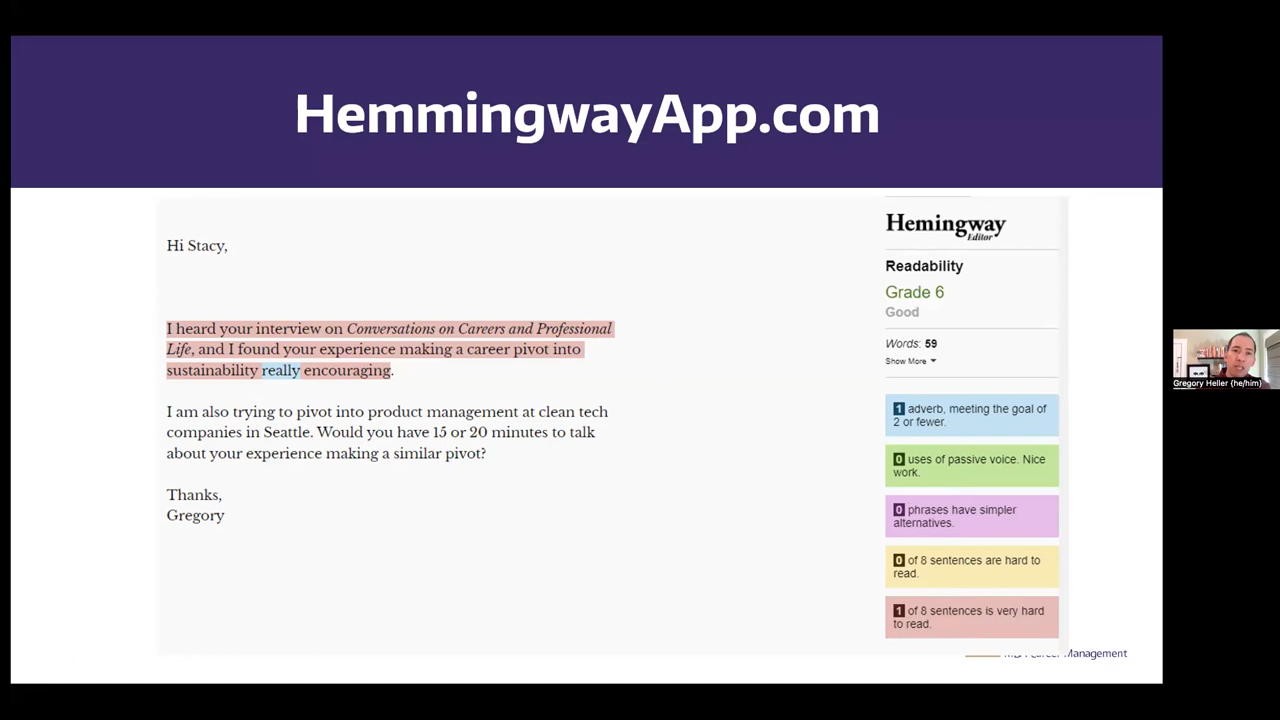 HemmingwayApp.com
Hi Stacy,
I heard your interview on Conversations on Careers and Professional
Life, and I found your experience making a career pivot into
sustainability really encouraging.
I am also trying to pivot into product management at clean tech
companies in Seattle. Would you have 15 or 20 minutes to talk
about your experience making a similar pivot?
Thanks,
Gregory
Hemingway
Editor
Readability
Grade 6
Good
Words: 59
Show More
1 adverb, meeting the goal of
2 or fewer.
0 uses of passive voice. Nice
work.
0 phrases have simpler
alternatives.
0 of 8 sentences are hard to
read.
1 of 8 sentences is very hard
to read.
Management
Gregory Heller (he/him)